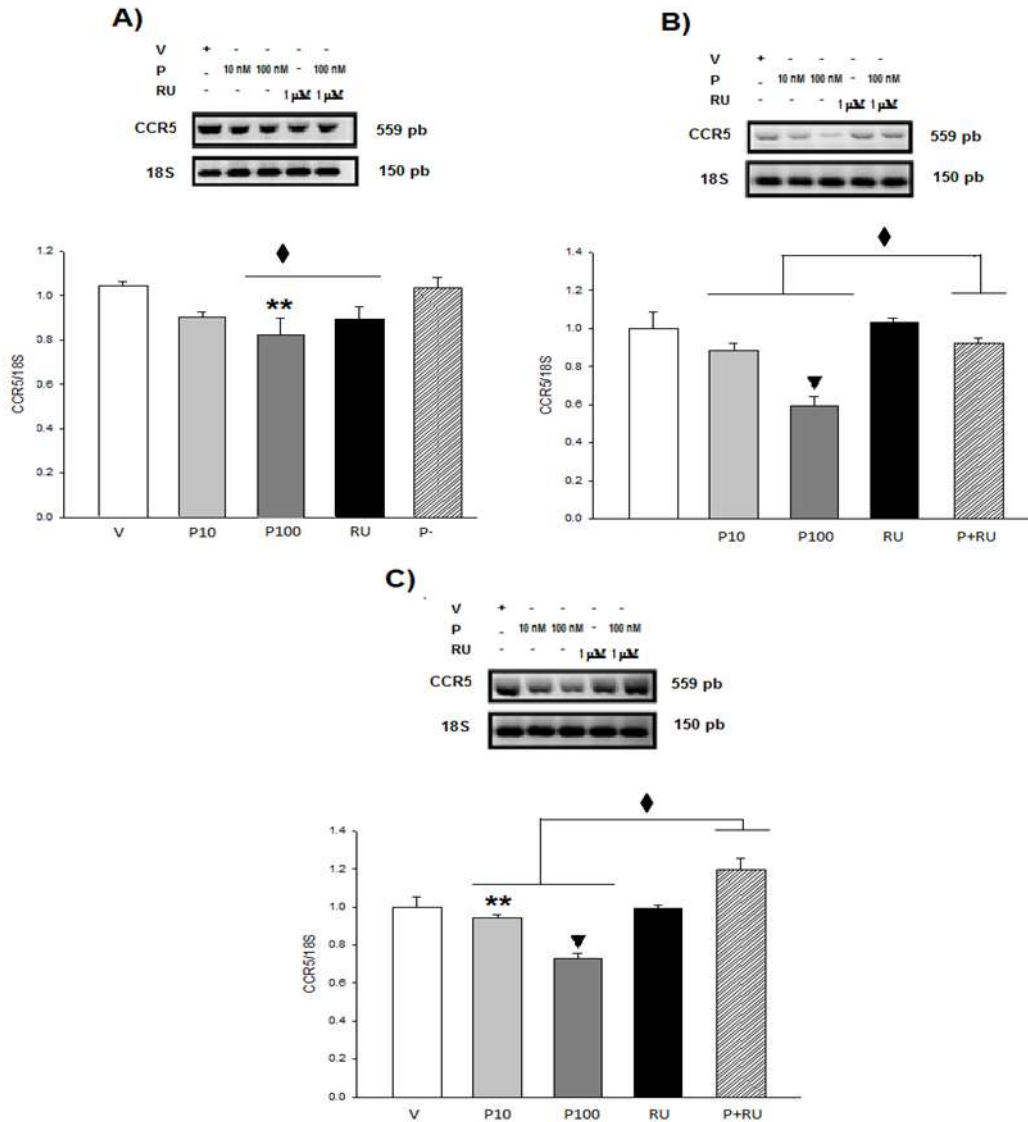 A)
V + - - - -
P - 10 nM 100 nM - 100 nM
RU - - - 1 µM 1 µM
CCR5 559 pb
18S 150 pb
♦
**
1.2
1.0
0.8
0.6
0.4
0.2
0.0
CCR5/18S
V P10 P100 RU P-
B)
V + - - - -
P - 10 nM 100 nM - 100 nM
RU - - - 1 µM 1 µM
CCR5 559 pb
18S 150 pb
♦
▼
1.4
1.2
1.0
0.8
0.6
0.4
0.2
0.0
CCR5/18S
P10 P100 RU P+RU
C)
V + - - - -
P - 10 nM 100 nM - 100 nM
RU - - - 1 µM 1 µM
CCR5 559 pb
18S 150 pb
♦
**
▼
1.4
1.2
1.0
0.8
0.6
0.4
0.2
0.0
CCR5/18S
V P10 P100 RU P+RU